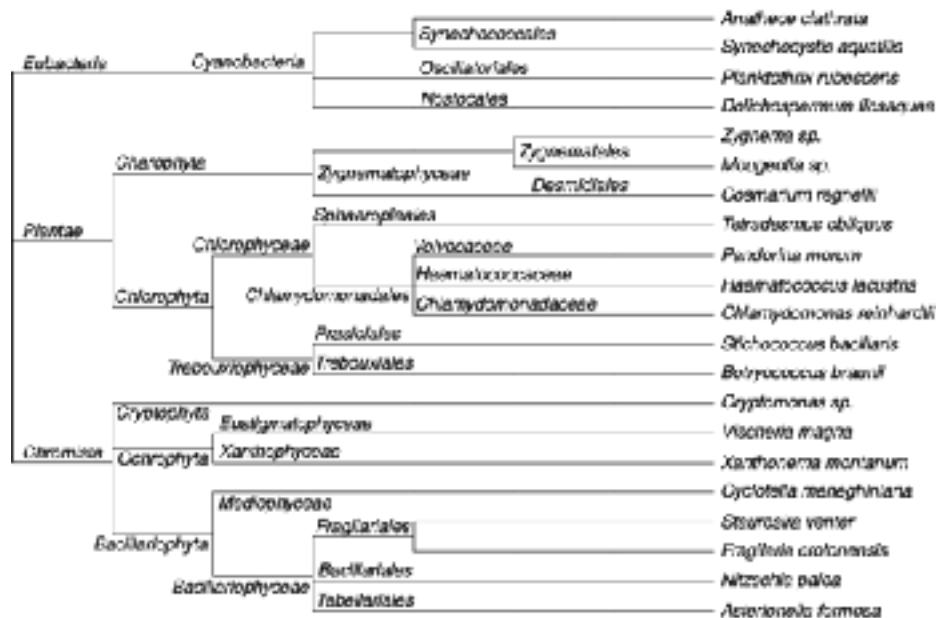 Anathece clathrata
Synechococcales
Synechocystis aquatilis
Eubacteria Cyanobacteria
Oscillatoriales
Planktothrix rubescens
Nostocales
Dolichospermum flosaquae
Zygnema sp.
Zygnematales
Charophyta
Mougeotia sp.
Zygnematophyceae
Desmidiales
Cosmarium regnellii
Sphaeropleales
Tetradesmus obliquus
Plantae
Chlorophyceae
Volvocaceae
Pandorina morum
Haematococcaceae
Haematococcus lacustris
Chlorophyta
Chlamydomonadales
Chlamydomonadaceae
Chlamydomonas reinhardtii
Prasiolales
Stichococcus bacillaris
Trebouxiophyceae
Trebouxiales
Botryococcus braunii
Cryptophyta
Cryptomonas sp.
Eustigmatophyceae
Vischeria magna
Chromista
Ochrophyta
Xanthophyceae
Xanthonema montanum
Cyclotella meneghiniana
Mediophyceae
Fragilariales
Staurosira venter
Bacillariophyta
Fragilaria crotonensis
Bacillariales
Nitzschia palea
Bacillariophyceae
Tabellariales
Asterionella formosa